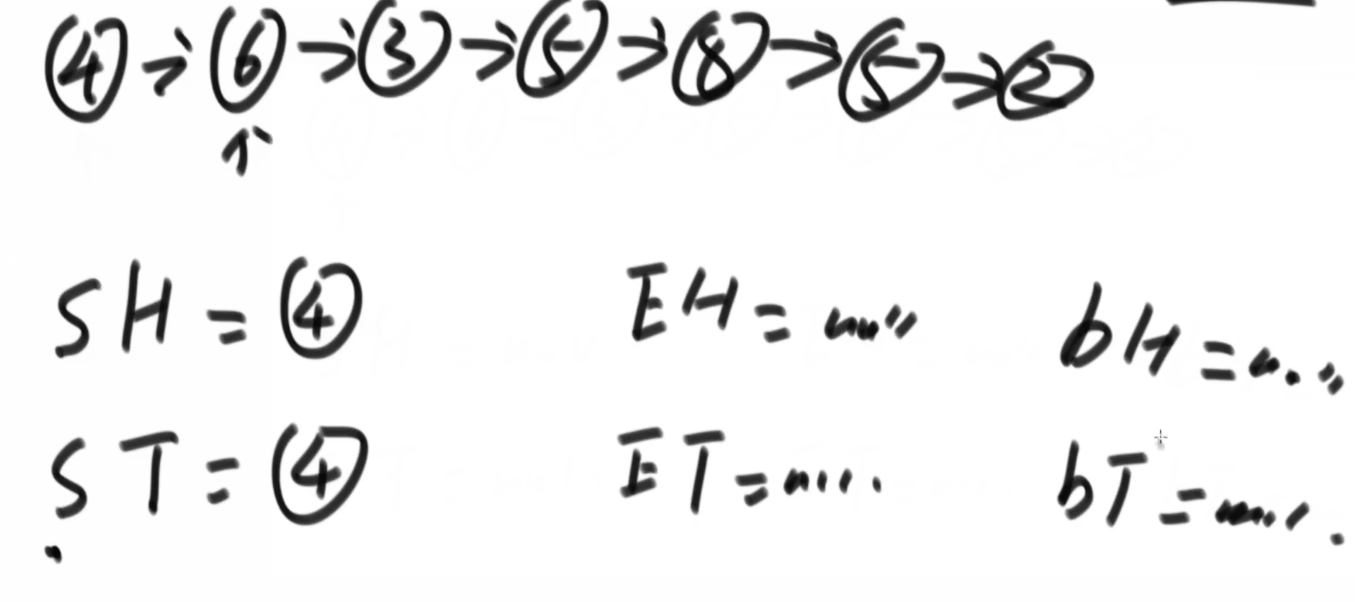 ④ → ⑥ → ③ → ⑤ → ⑧ → ⑤ → ②
↑
SH = ④ EH = bH =
ST = ④ ET = bT =